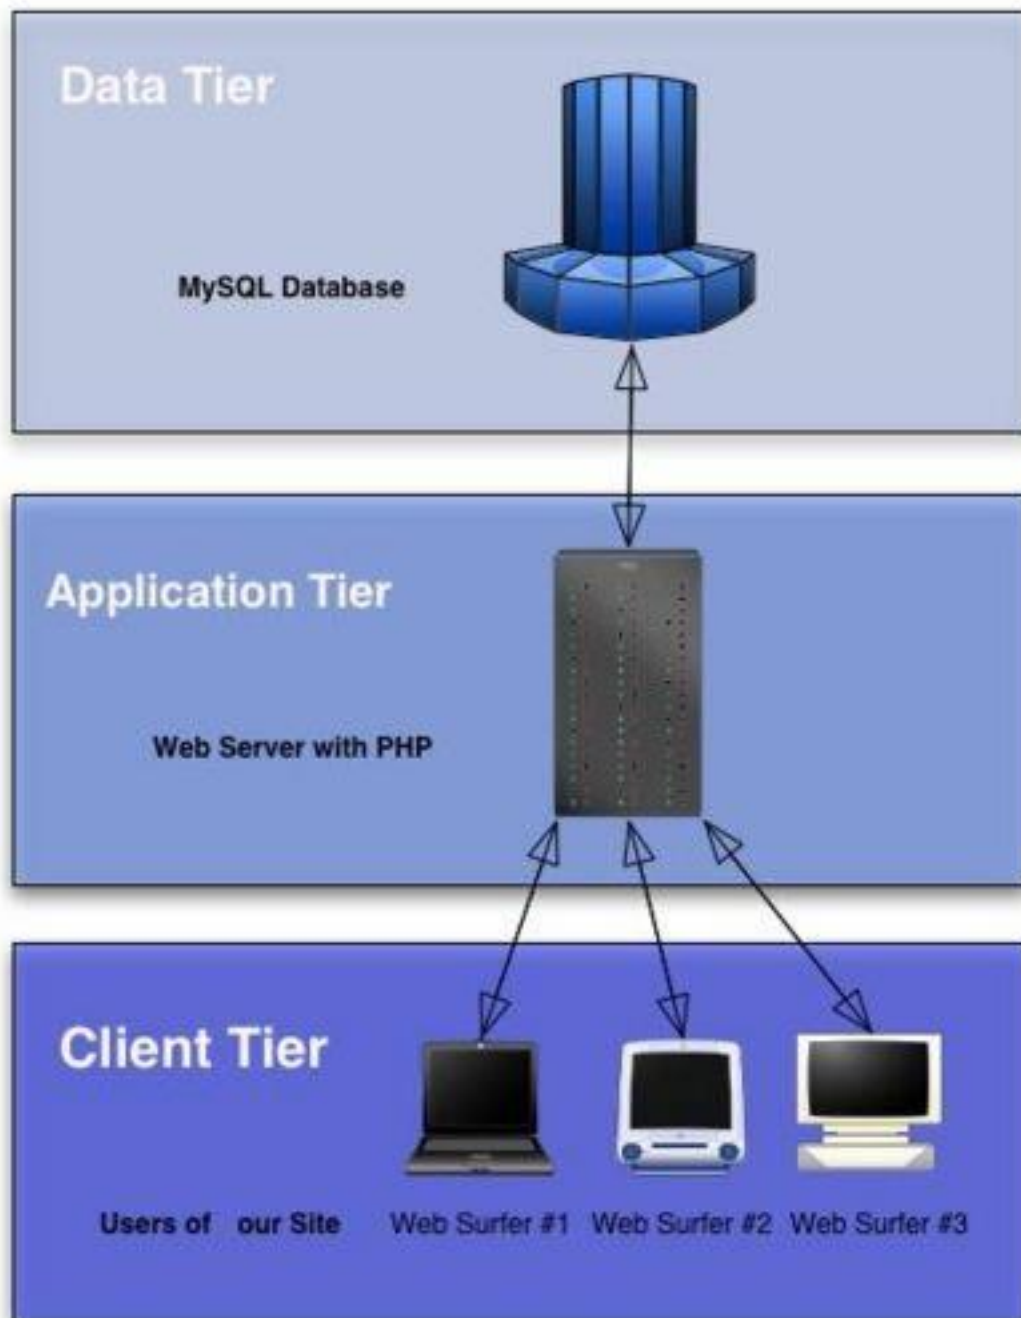 Data Tier
MySQL Database
Application Tier
Web Server with PHP
Client Tier
Users of our Site
Web Surfer #1
Web Surfer #2
Web Surfer #3